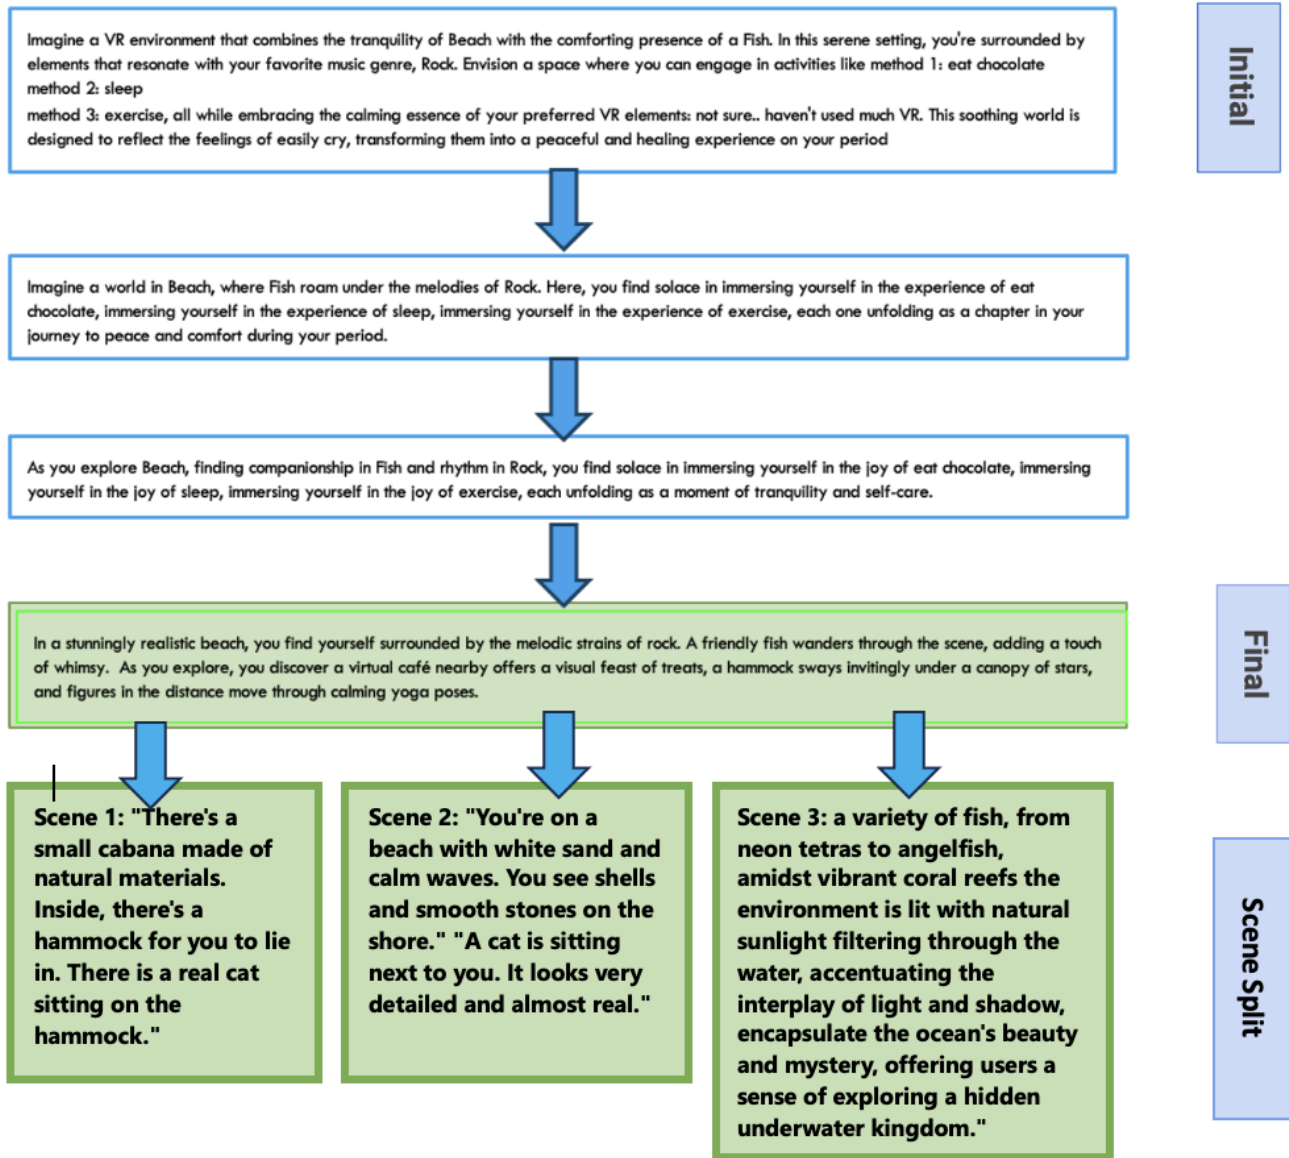 Imagine a VR environment that combines the tranquility of Beach with the comforting presence of a Fish. In this serene setting, you're surrounded by
elements that resonate with your favorite music genre, Rock. Envision a space where you can engage in activities like method 1: eat chocolate
method 2: sleep
method 3: exercise, all while embracing the calming essence of your preferred VR elements: not sure.. haven't used much VR. This soothing world is
designed to reflect the feelings of easily cry, transforming them into a peaceful and healing experience on your period
Initial
Imagine a world in Beach, where Fish roam under the melodies of Rock. Here, you find solace in immersing yourself in the experience of eat
chocolate, immersing yourself in the experience of sleep, immersing yourself in the experience of exercise, each one unfolding as a chapter in your
journey to peace and comfort during your period.
As you explore Beach, finding companionship in Fish and rhythm in Rock, you find solace in immersing yourself in the joy of eat chocolate, immersing
yourself in the joy of sleep, immersing yourself in the joy of exercise, each unfolding as a moment of tranquility and self-care.
In a stunningly realistic beach, you find yourself surrounded by the melodic strains of rock. A friendly fish wanders through the scene, adding a touch
of whimsy. As you explore, you discover a virtual café nearby offers a visual feast of treats, a hammock sways invitingly under a canopy of stars,
and figures in the distance move through calming yoga poses.
Final
Scene 1: "There's a
small cabana made of
natural materials.
Inside, there's a
hammock for you to lie
in. There is a real cat
sitting on the
hammock."
Scene 2: "You're on a
beach with white sand and
calm waves. You see shells
and smooth stones on the
shore." "A cat is sitting
next to you. It looks very
detailed and almost real."
Scene 3: a variety of fish, from
neon tetras to angelfish,
amidst vibrant coral reefs the
environment is lit with natural
sunlight filtering through the
water, accentuating the
interplay of light and shadow,
encapsulate the ocean's beauty
and mystery, offering users a
sense of exploring a hidden
underwater kingdom."
Scene Split